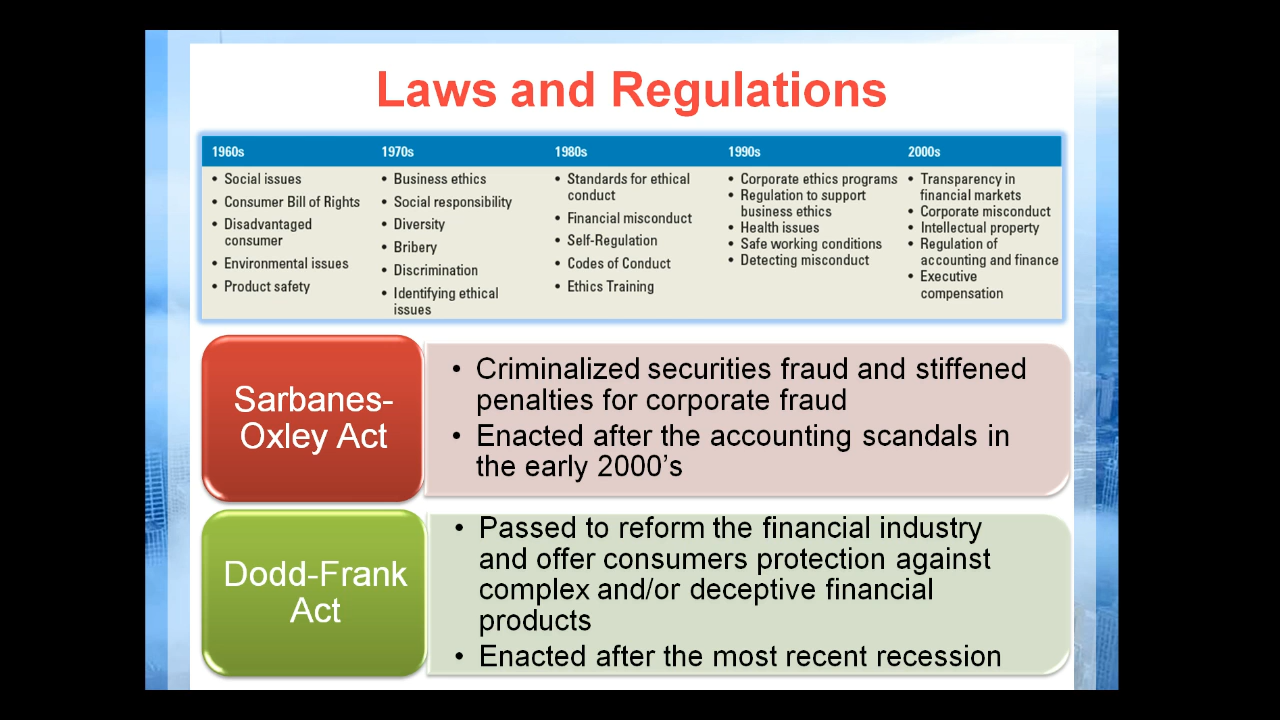 Laws and Regulations
1960s
• Social issues
• Consumer Bill of Rights
• Disadvantaged
consumer
• Environmental issues
• Product safety
1970s
• Business ethics
• Social responsibility
• Diversity
• Bribery
• Discrimination
• Identifying ethical
issues
1980s
• Standards for ethical
conduct
• Financial misconduct
• Self-Regulation
• Codes of Conduct
• Ethics Training
1990s
• Corporate ethics programs
• Regulation to support
business ethics
• Health issues
• Safe working conditions
• Detecting misconduct
2000s
• Transparency in
financial markets
• Corporate misconduct
• Intellectual property
• Regulation of
accounting and finance
• Executive
compensation
Sarbanes-
Oxley Act
• Criminalized securities fraud and stiffened
penalties for corporate fraud
• Enacted after the accounting scandals in
the early 2000’s
Dodd-Frank
Act
• Passed to reform the financial industry
and offer consumers protection against
complex and/or deceptive financial
products
• Enacted after the most recent recession